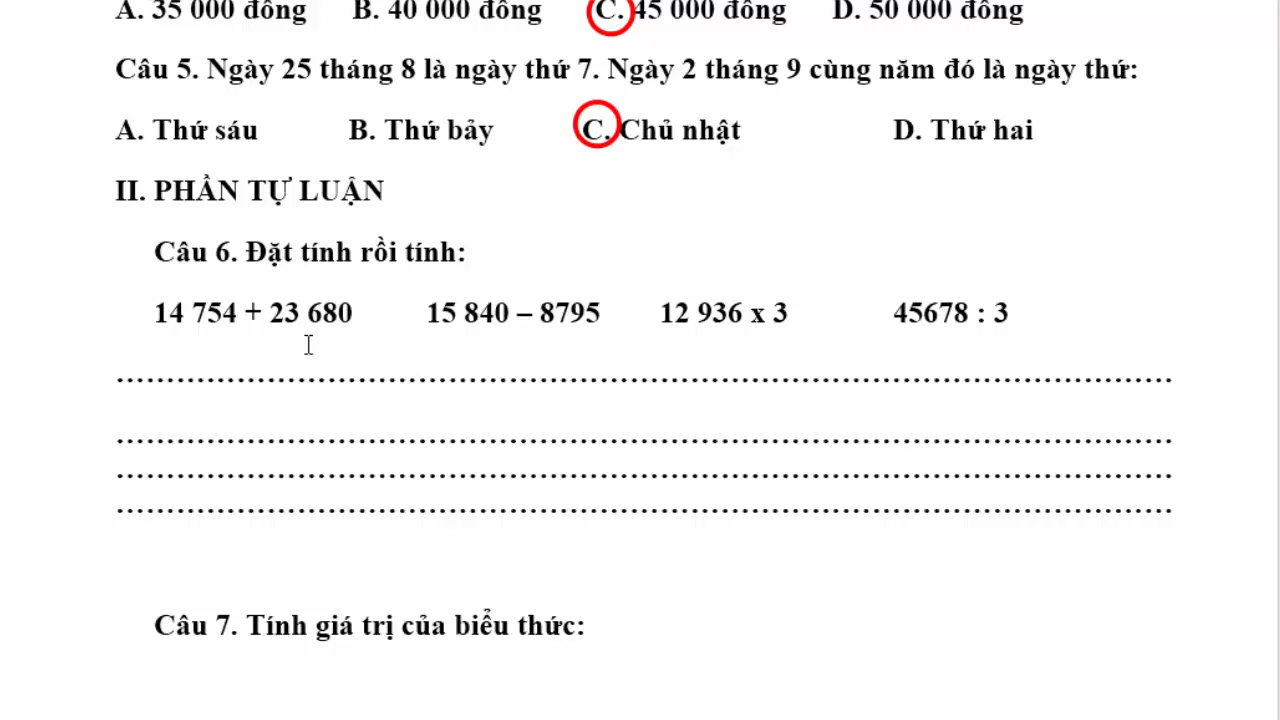 A. 35 000 đồng B. 40 000 đồng C. 45 000 đồng D. 50 000 đồng
Câu 5. Ngày 25 tháng 8 là ngày thứ 7. Ngày 2 tháng 9 cùng năm đó là ngày thứ:
A. Thứ sáu B. Thứ bảy C. Chủ nhật D. Thứ hai
II. PHẦN TỰ LUẬN
Câu 6. Đặt tính rồi tính:
14 754 + 23 680 15 840 – 8795 12 936 x 3 45678 : 3
Câu 7. Tính giá trị của biểu thức: